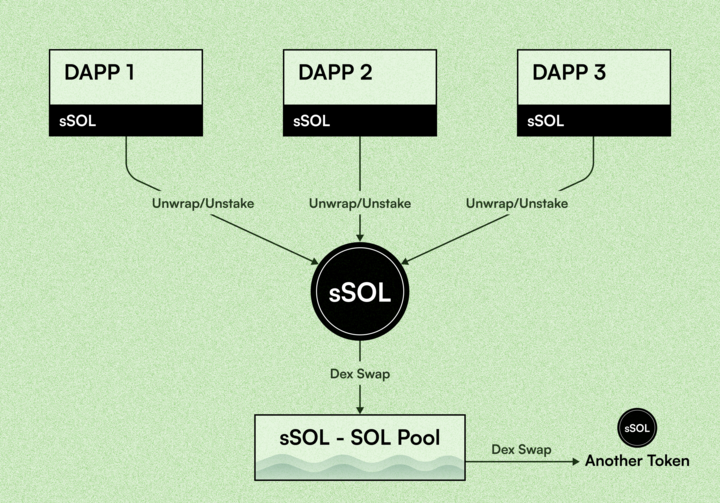 DAPP 1
DAPP 2
DAPP 3
sSOL
sSOL
sSOL
Unwrap/Unstake
Unwrap/Unstake
Unwrap/Unstake
sSOL
Dex Swap
sSOL - SOL Pool
Dex Swap
sSOL
Another Token